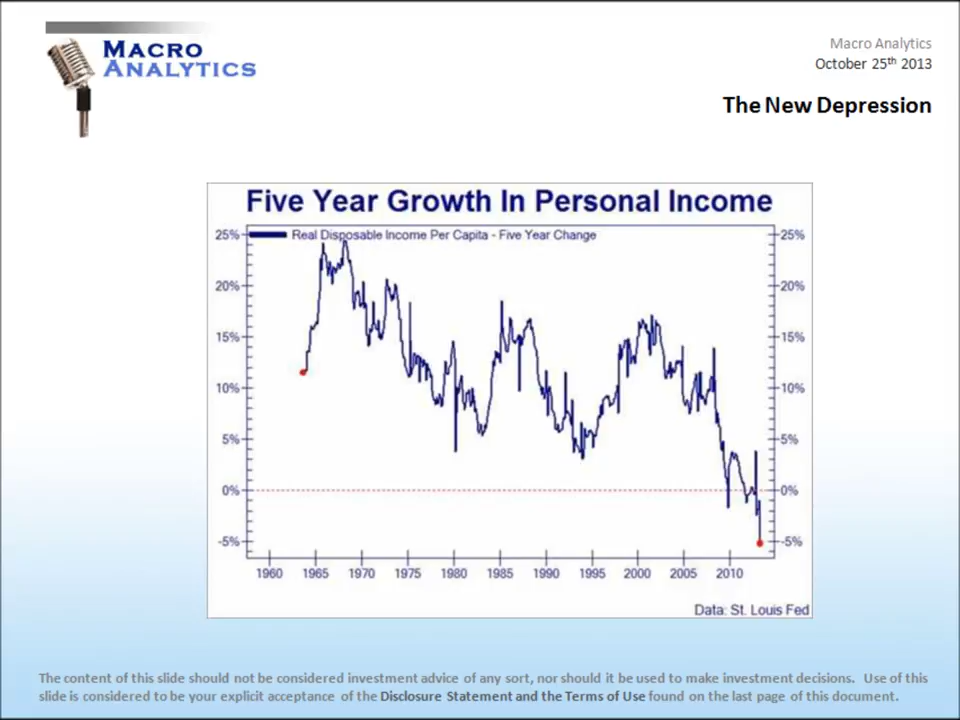 MACRO
ANALYTICS
Macro Analytics
October 25th 2013
The New Depression
Five Year Growth In Personal Income
Real Disposable Income Per Capita - Five Year Change
25% 25%
20% 20%
15% 15%
10% 10%
5% 5%
0% 0%
-5% -5%
1960 1965 1970 1975 1980 1985 1990 1995 2000 2005 2010
Data: St. Louis Fed
The content of this slide should not be considered investment advice of any sort, nor should it be used to make investment decisions. Use of this
slide is considered to be your explicit acceptance of the Disclosure Statement and the Terms of Use found on the last page of this document.